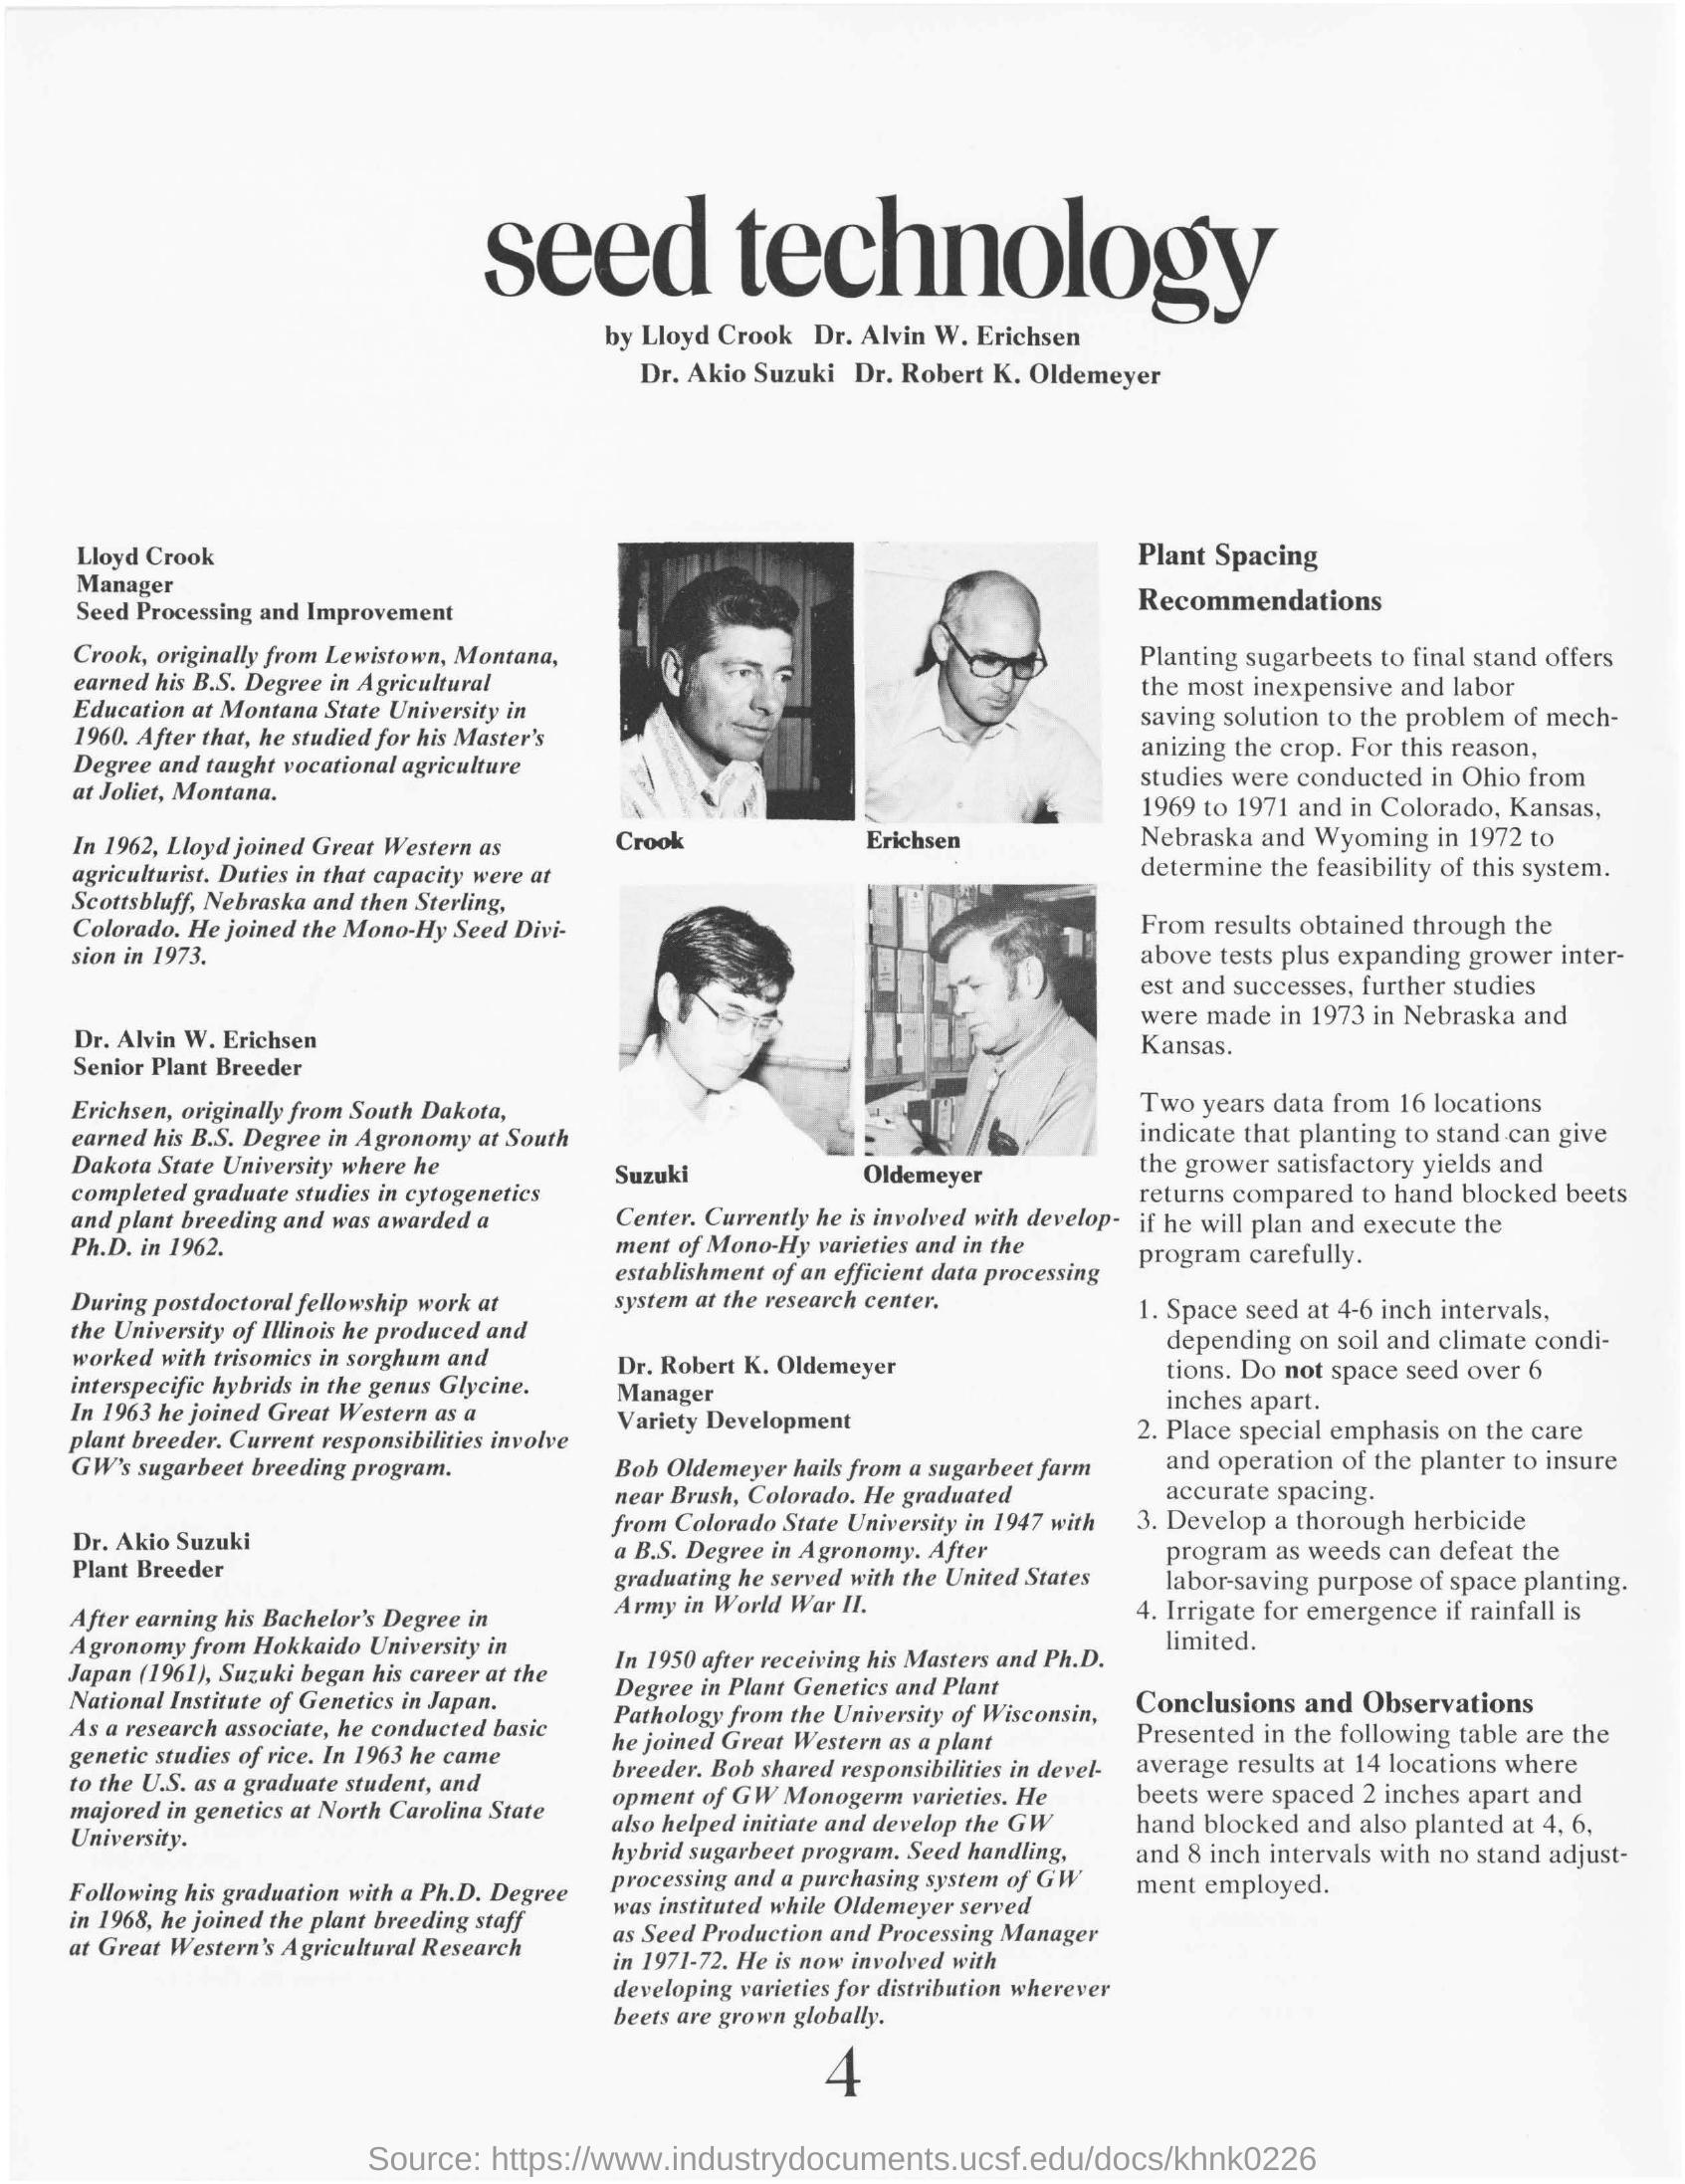 seed technology
by Lloyd Crook Dr. Alvin W. Erichsen
Dr. Akio Suzuki Dr. Robert K. Oldemeyer
Lloyd Crook
Manager
Seed Processing and Improvement
Crook, originally from Lewistown, Montana,
earned his B.S. Degree in Agricultural
Education at Montana State University in
1960. After that, he studied for his Master's
Degree and taught vocational agriculture
at Joliet, Montana.
In 1962, Lloyd joined Great Western as
agriculturist. Duties in that capacity were at
Scottsbluff, Nebraska and then Sterling,
Colorado. He joined the Mono-Hy Seed Divi-
sion in 1973.
Dr. Alvin W. Erichsen
Senior Plant Breeder
Erichsen, originally from South Dakota,
earned his B.S. Degree in Agronomy at South
Dakota State University where he
completed graduate studies in cytogenetics
and plant breeding and was awarded a
Ph.D. in 1962.
During postdoctoral fellowship work at
the University of Illinois he produced and
worked with trisomics in sorghum and
interspecific hybrids in the genus Glycine.
In 1963 he joined Great Western as a
plant breeder. Current responsibilities involve
GW's sugarbeet breeding program.
Dr. Akio Suzuki
Plant Breeder
After earning his Bachelor's Degree in
Agronomy from Hokkaido University in
Japan (1961), Suzuki began his career at the
National Institute of Genetics in Japan.
As a research associate, he conducted basic
genetic studies of rice. In 1963 he came
to the U.S. as a graduate student, and
majored in genetics at North Carolina State
University.
Following his graduation with a Ph.D. Degree
in 1968, he joined the plant breeding staff
at Great Western's Agricultural Research
Crook Erichsen
Suzuki Oldemeyer
Center. Currently he is involved with develop-
ment of Mono-Hy varieties and in the
establishment of an efficient data processing
system at the research center.
Dr. Robert K. Oldemeyer
Manager
Variety Development
Bob Oldemeyer hails from a sugarbeet farm
near Brush, Colorado. He graduated
from Colorado State University in 1947 with
a B.S. Degree in Agronomy. After
graduating he served with the United States
Army in World War II.
In 1950 after receiving his Masters and Ph.D.
Degree in Plant Genetics and Plant
Pathology from the University of Wisconsin,
he joined Great Western as a plant
breeder. Bob shared responsibilities in devel-
opment of GW Monogerm varieties. He
also helped initiate and develop the GW
hybrid sugarbeet program. Seed handling,
processing and a purchasing system of GW
was instituted while Oldemeyer served
as Seed Production and Processing Manager
in 1971-72. He is now involved with
developing varieties for distribution wherever
beets are grown globally.
Plant Spacing
Recommendations
Planting sugarbeets to final stand offers
the most inexpensive and labor
saving solution to the problem of mech-
anizing the crop. For this reason,
studies were conducted in Ohio from
1969 to 1971 and in Colorado, Kansas,
Nebraska and Wyoming in 1972 to
determine the feasibility of this system.
From results obtained through the
above tests plus expanding grower inter-
est and successes, further studies
were made in 1973 in Nebraska and
Kansas.
Two years data from 16 locations
indicate that planting to stand can give
the grower satisfactory yields and
returns compared to hand blocked beets
if he will plan and execute the
program carefully.
1. Space seed at 4-6 inch intervals,
depending on soil and climate condi-
tions. Do not space seed over 6
inches apart.
2. Place special emphasis on the care
and operation of the planter to insure
accurate spacing.
3. Develop a thorough herbicide
program as weeds can defeat the
labor-saving purpose of space planting.
4. Irrigate for emergence if rainfall is
limited.
Conclusions and Observations
Presented in the following table are the
average results at 14 locations where
beets were spaced 2 inches apart and
hand blocked and also planted at 4, 6,
and 8 inch intervals with no stand adjust-
ment employed.
4
Source: https://www.industrydocuments.ucsf.edu/docs/khnk0226